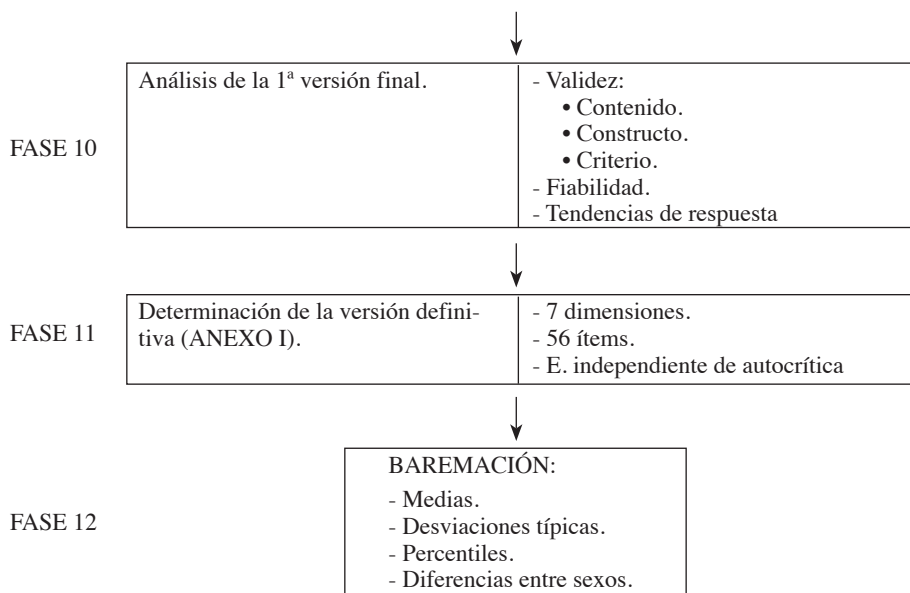 Análisis de la 1ª versión final.
- Validez:
• Contenido.
• Constructo.
• Criterio.
- Fiabilidad.
- Tendencias de respuesta
FASE 10
Determinación de la versión defini-
tiva (ANEXO I).
- 7 dimensiones.
- 56 ítems.
- E. independiente de autocrítica
FASE 11
BAREMACIÓN:
- Medias.
- Desviaciones típicas.
- Percentiles.
- Diferencias entre sexos.
FASE 12